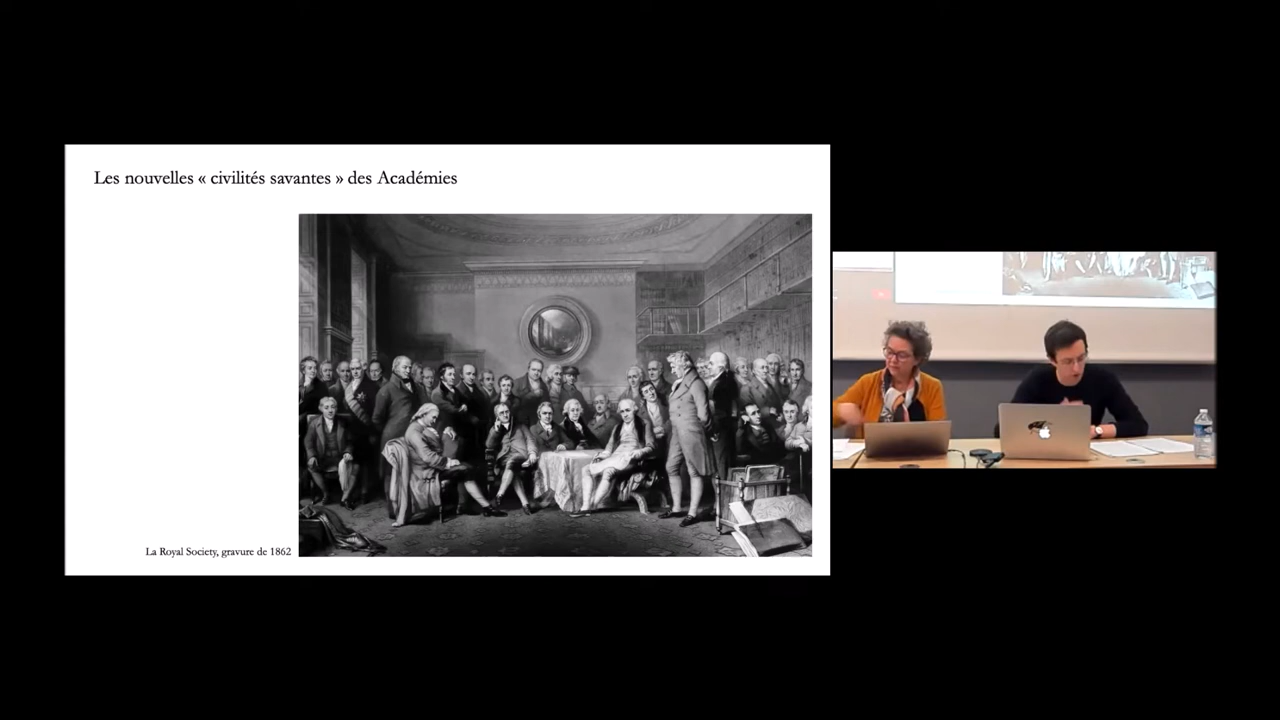 Les nouvelles « civilités savantes » des Académies
La Royal Society, gravure de 1862